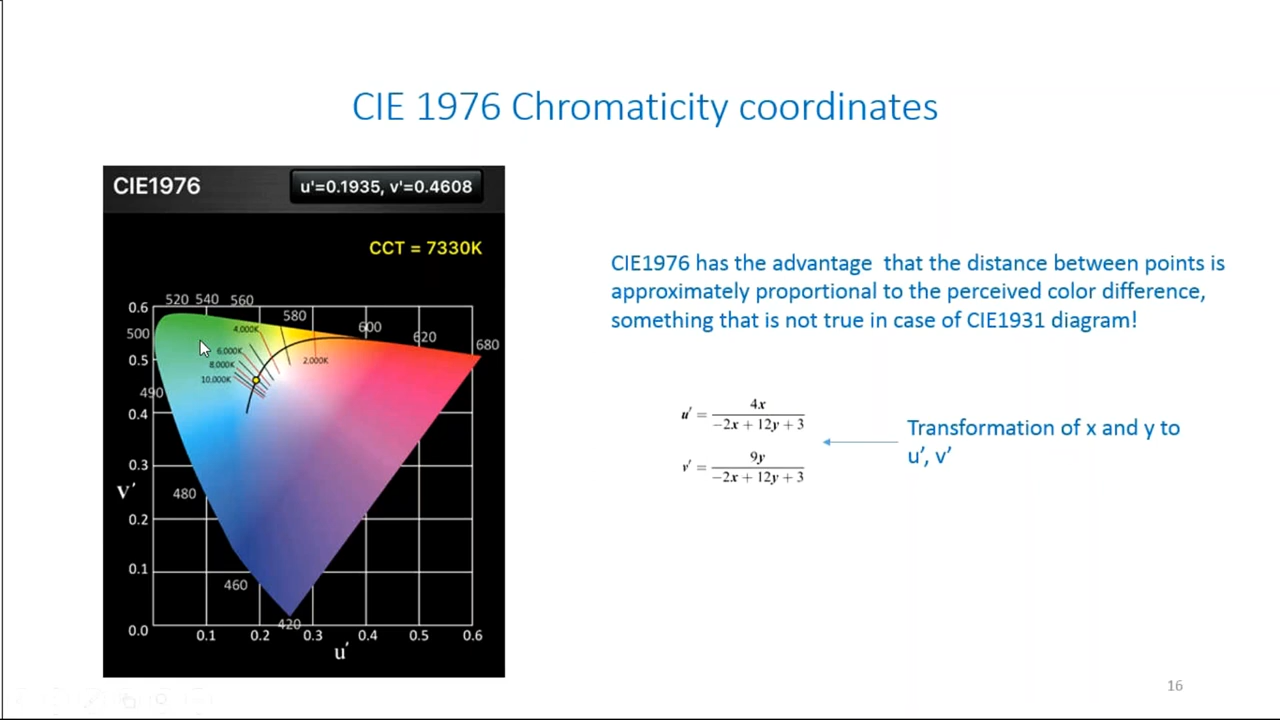 CIE 1976 Chromaticity coordinates
CIE1976
u'=0.1935, v'=0.4608
CCT = 7330K
520 540 560
580
600
620
680
500
490
480
460
420
4,000K
6,000K
8,000K
10,000K
2,000K
0.6
0.5
0.4
0.3
v'
0.2
0.1
0.0
0.1 0.2 0.3 0.4 0.5 0.6
u'
CIE1976 has the advantage that the distance between points is
approximately proportional to the perceived color difference,
something that is not true in case of CIE1931 diagram!
u' = 4x / −2x + 12y + 3
v' = 9y / −2x + 12y + 3
Transformation of x and y to
u', v'
16